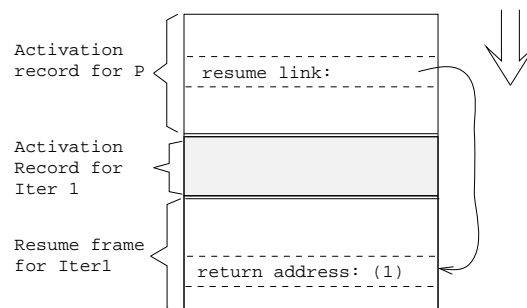 Activation
record for P
resume link:
Activation
Record for
Iter 1
Resume frame
for Iter1
return address: (1)